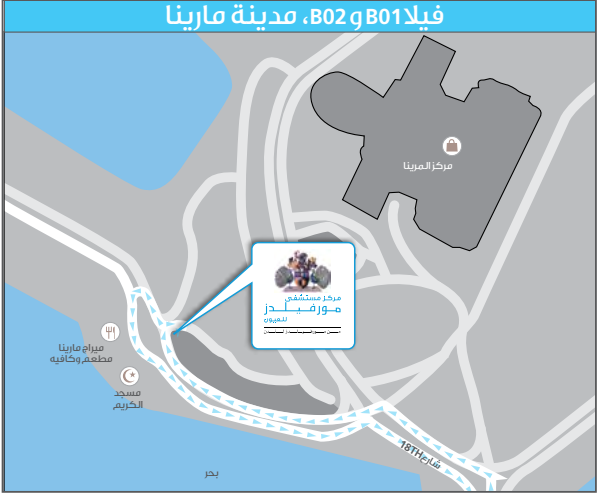 فيلا B01 و B02، مدينة مارينا
مركز المرينا
مركز مستشفى
مورفيلدز
للعيون
ميراج مارينا
مطعم وكافيه
مسجد
الكريم
شارع 18TH
بحر